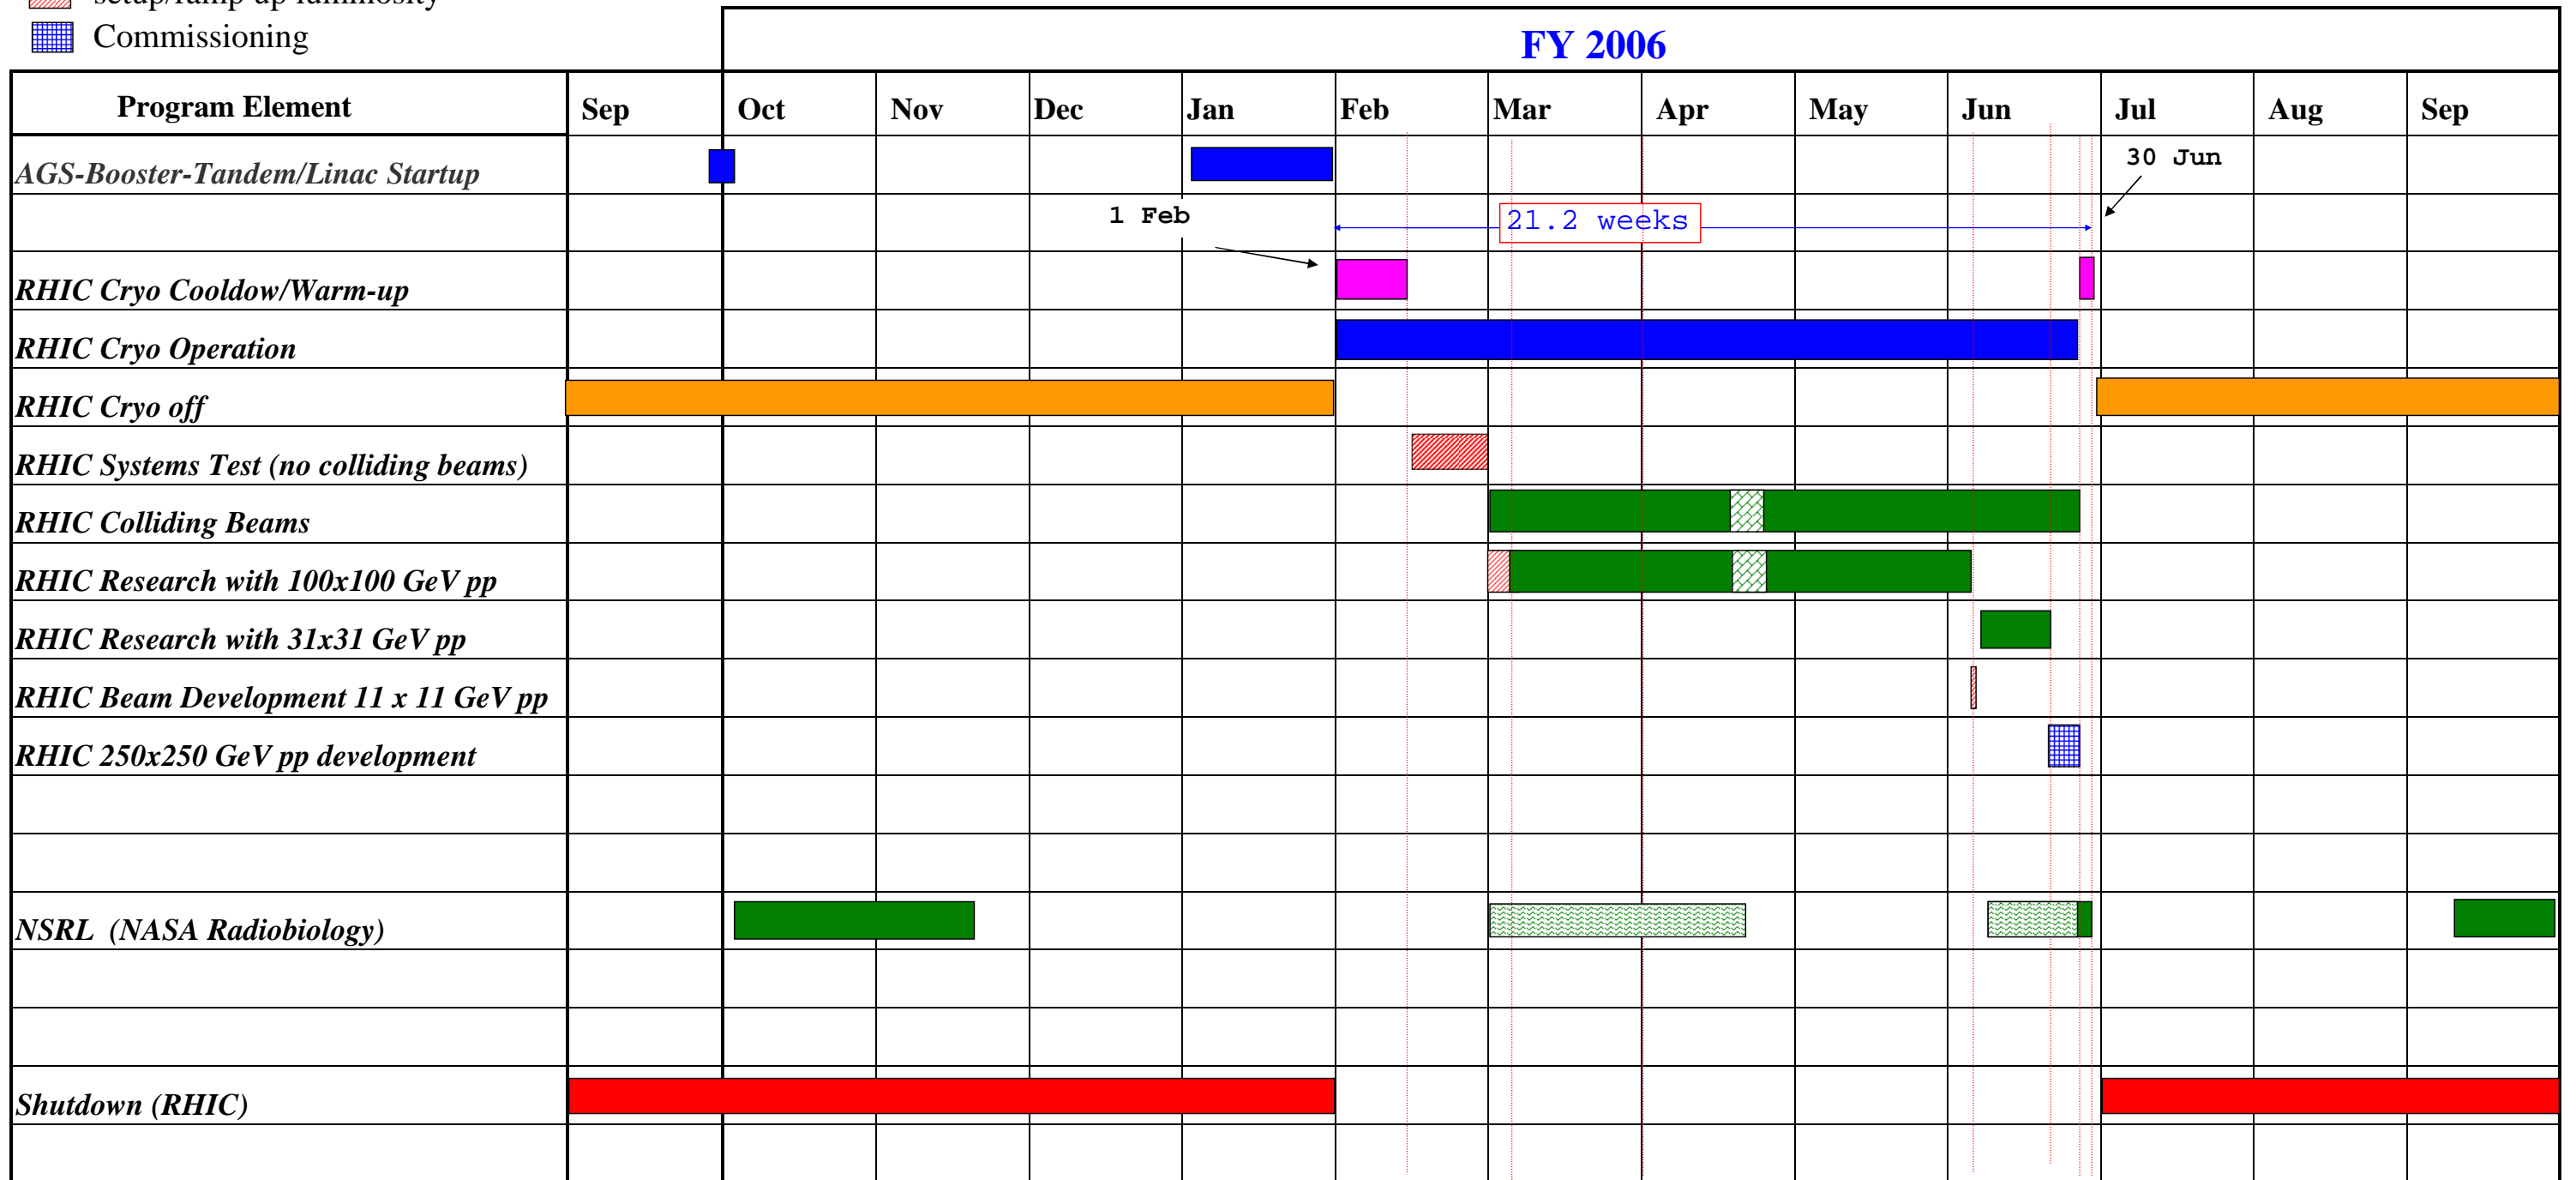 setup/ramp up luminosity
Commissioning
FY 2006
Program Element Sep Oct Nov Dec Jan Feb Mar Apr May Jun Jul Aug Sep
AGS-Booster-Tandem/Linac Startup
30 Jun
1 Feb
21.2 weeks
RHIC Cryo Cooldow/Warm-up
RHIC Cryo Operation
RHIC Cryo off
RHIC Systems Test (no colliding beams)
RHIC Colliding Beams
RHIC Research with 100x100 GeV pp
RHIC Research with 31x31 GeV pp
RHIC Beam Development 11 x 11 GeV pp
RHIC 250x250 GeV pp development
NSRL (NASA Radiobiology)
Shutdown (RHIC)